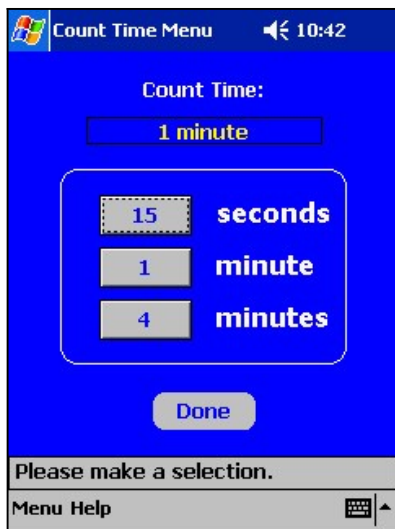 Count Time Menu 10:42
Count Time:
1 minute
15 seconds
1 minute
4 minutes
Done
Please make a selection.
Menu Help